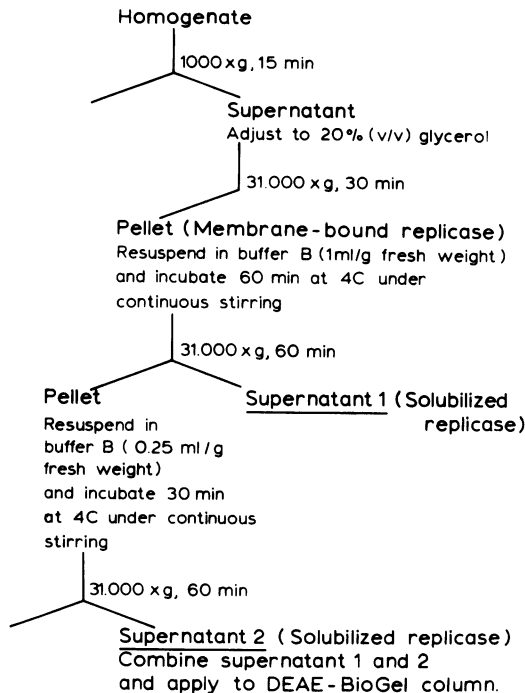 Homogenate
1000xg, 15 min
Supernatant
Adjust to 20% (v/v) glycerol
31.000 xg, 30 min
Pellet (Membrane-bound replicase)
Resuspend in buffer B (1ml/g fresh weight)
and incubate 60 min at 4C under
continuous stirring
31.000 xg, 60 min
Pellet
Resuspend in
buffer B ( 0.25 ml/g
fresh weight)
and incubate 30 min
at 4C under continuous
stirring
Supernatant 1 (Solubilized
replicase)
31.000 xg, 60 min
Supernatant 2 (Solubilized replicase)
Combine supernatant 1 and 2
and apply to DEAE-BioGel column.